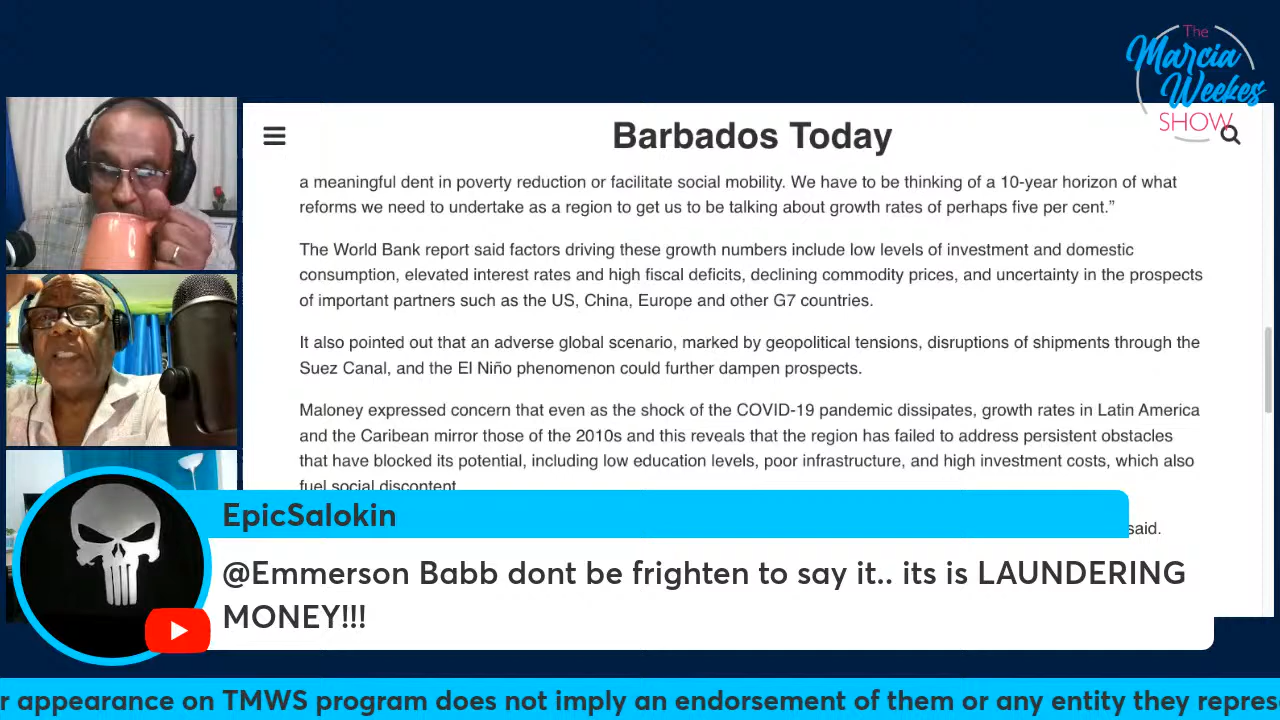 The
Marcia
Weekes
SHOW
Barbados Today
a meaningful dent in poverty reduction or facilitate social mobility. We have to be thinking of a 10-year horizon of what
reforms we need to undertake as a region to get us to be talking about growth rates of perhaps five per cent.”
The World Bank report said factors driving these growth numbers include low levels of investment and domestic
consumption, elevated interest rates and high fiscal deficits, declining commodity prices, and uncertainty in the prospects
of important partners such as the US, China, Europe and other G7 countries.
It also pointed out that an adverse global scenario, marked by geopolitical tensions, disruptions of shipments through the
Suez Canal, and the El Niño phenomenon could further dampen prospects.
Maloney expressed concern that even as the shock of the COVID-19 pandemic dissipates, growth rates in Latin America
and the Caribean mirror those of the 2010s and this reveals that the region has failed to address persistent obstacles
that have blocked its potential, including low education levels, poor infrastructure, and high investment costs, which also
fuel social discontent.
said.
EpicSalokin
@Emmerson Babb dont be frighten to say it.. its is LAUNDERING
MONEY!!!
r appearance on TMWS program does not imply an endorsement of them or any entity they repres